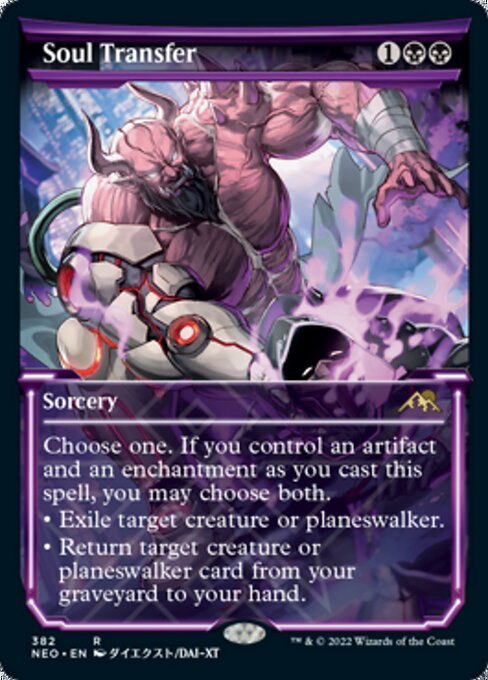 Soul Transfer 1
Sorcery
Choose one. If you control an artifact
and an enchantment as you cast this
spell, you may choose both.
• Exile target creature or planeswalker.
• Return target creature or
planeswalker card from your
graveyard to your hand.
382 R
NEO • EN ダイエクスト/DAI-XT
™ & © 2022 Wizards of the Coast